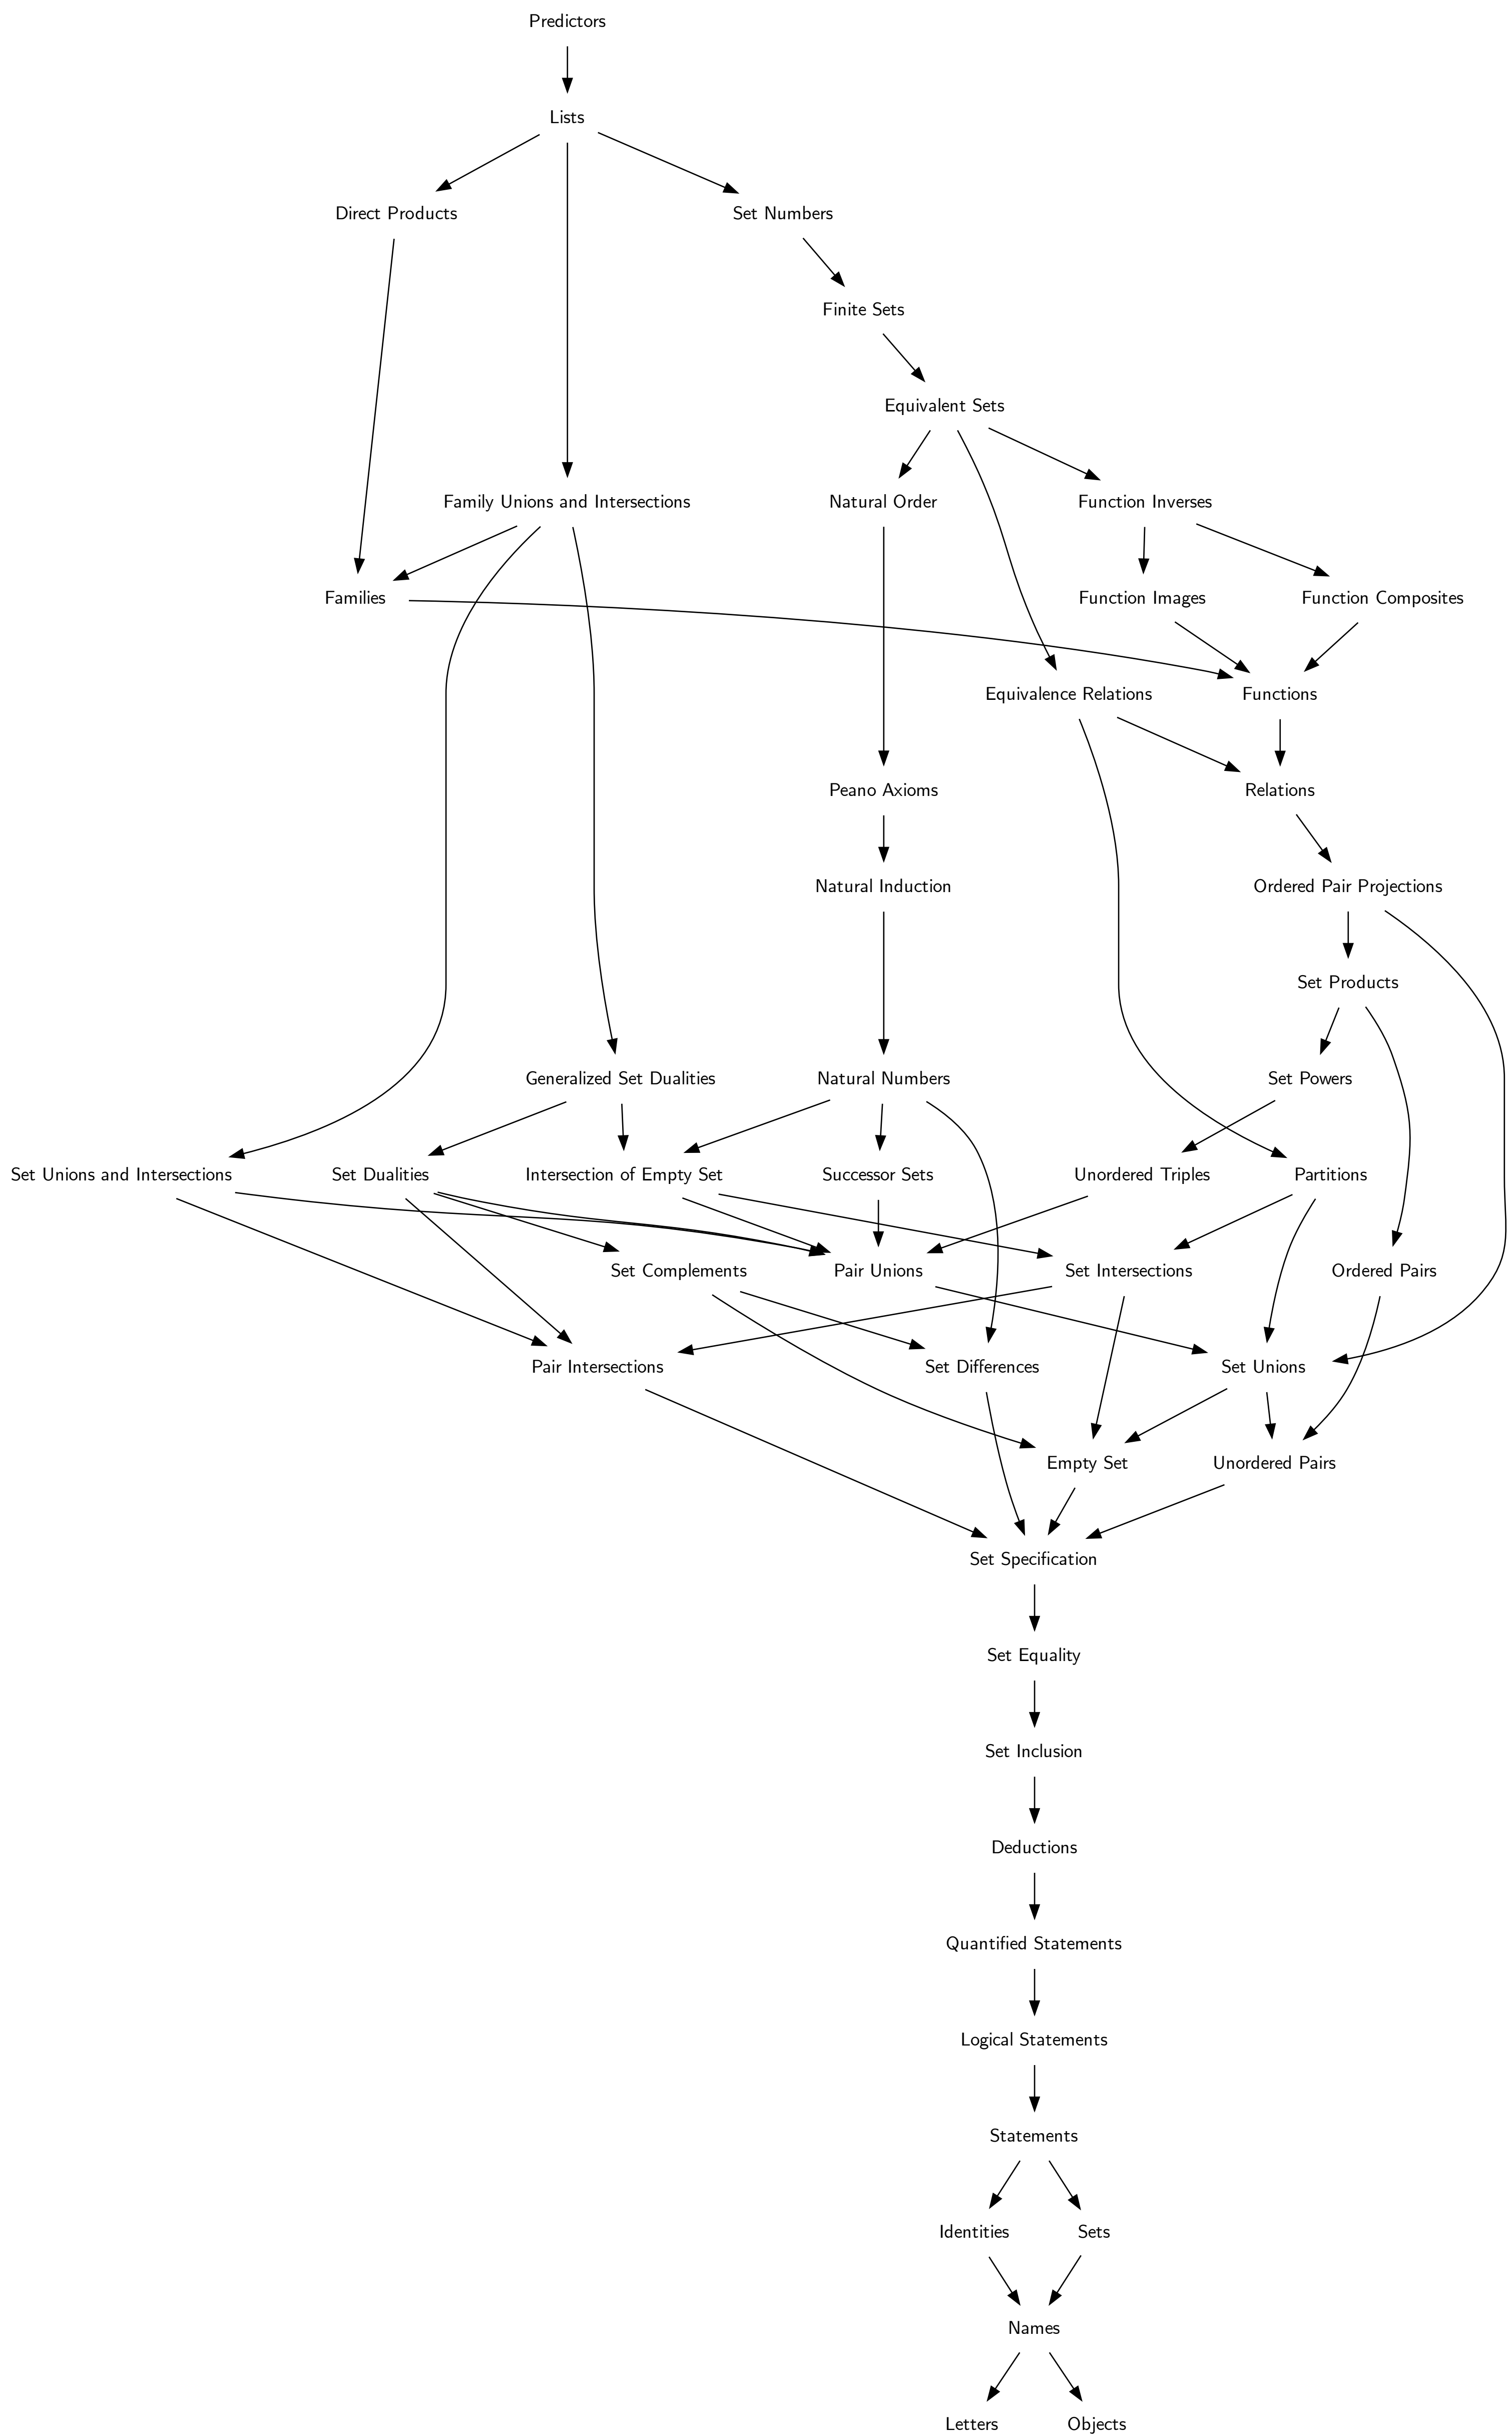 Predictors
Lists
Direct Products
Set Numbers
Finite Sets
Equivalent Sets
Family Unions and Intersections
Natural Order
Function Inverses
Families
Function Images
Function Composites
Equivalence Relations
Functions
Peano Axioms
Relations
Natural Induction
Ordered Pair Projections
Set Products
Generalized Set Dualities
Natural Numbers
Set Powers
Set Unions and Intersections
Set Dualities
Intersection of Empty Set
Successor Sets
Unordered Triples
Partitions
Set Complements
Pair Unions
Set Intersections
Ordered Pairs
Pair Intersections
Set Differences
Set Unions
Empty Set
Unordered Pairs
Set Specification
Set Equality
Set Inclusion
Deductions
Quantified Statements
Logical Statements
Statements
Identities
Sets
Names
Letters
Objects